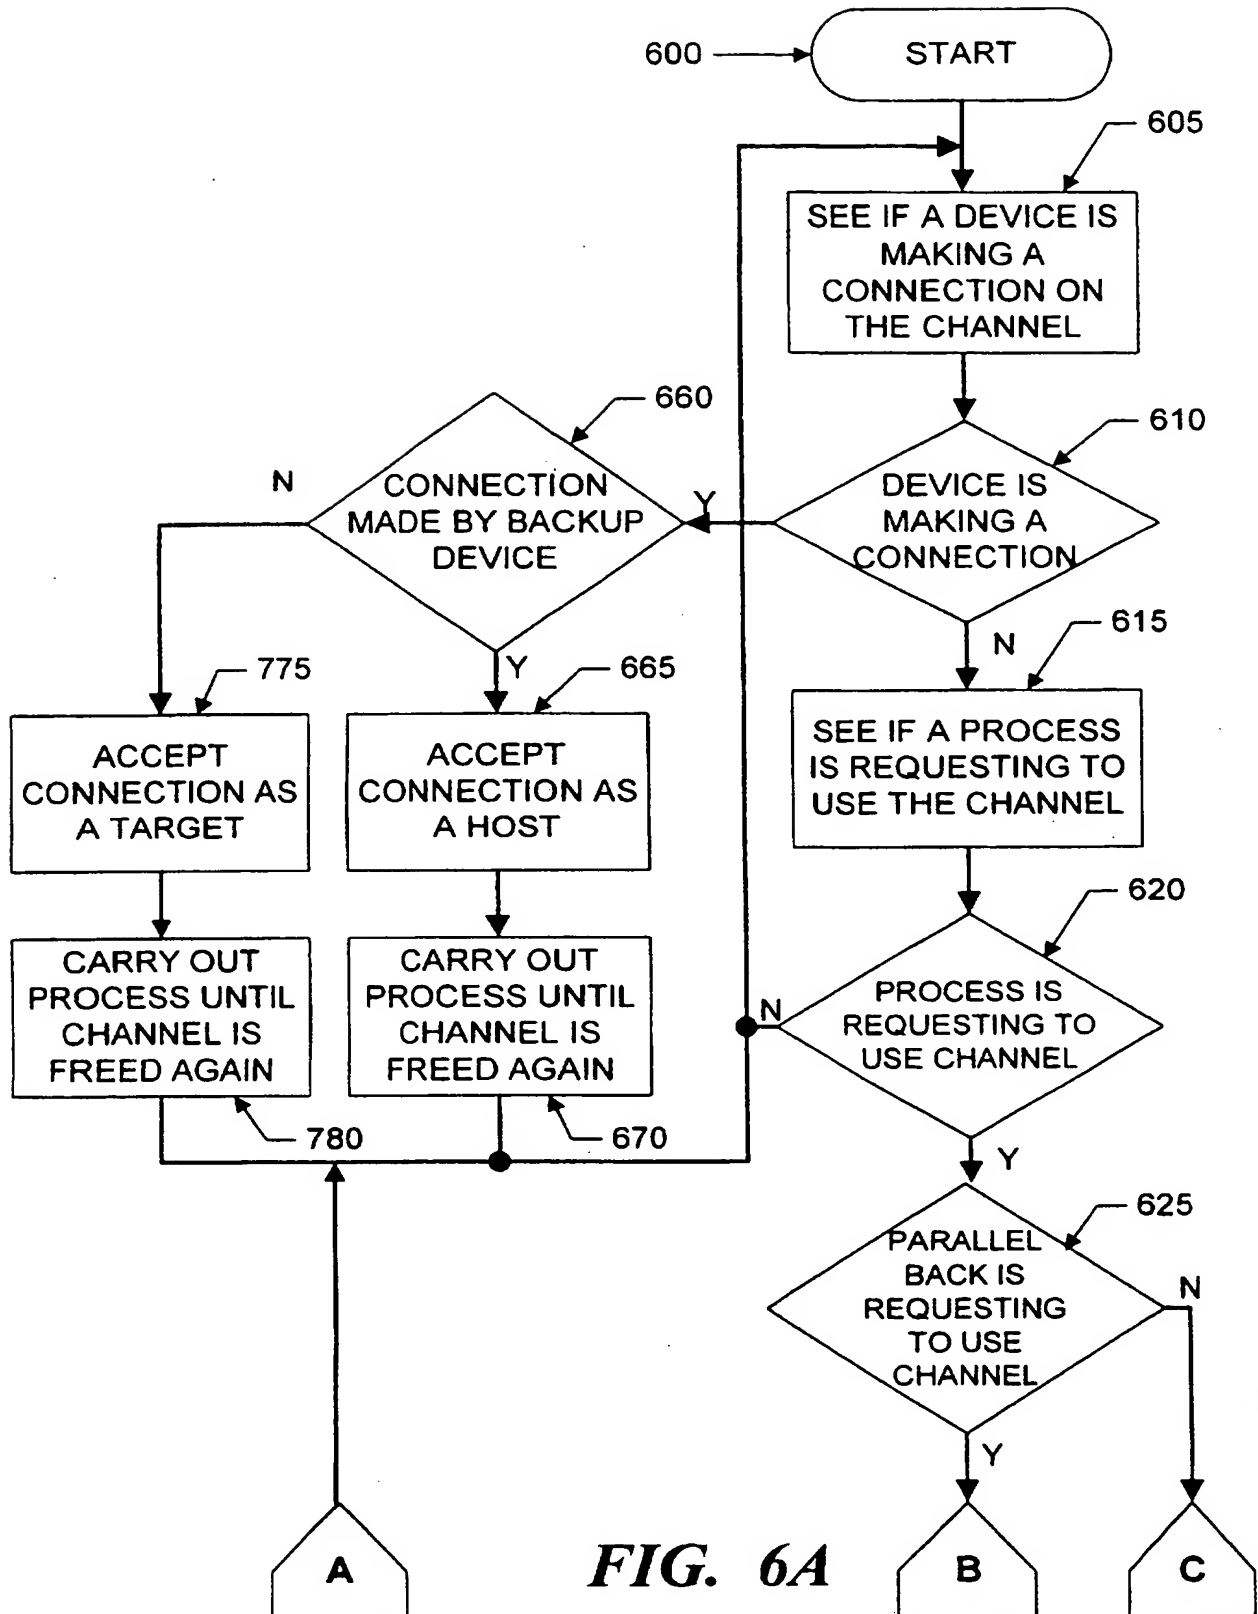 600
START
605
SEE IF A DEVICE IS
MAKING A
CONNECTION ON
THE CHANNEL
660
610
N
CONNECTION
MADE BY BACKUP
DEVICE
Y
DEVICE IS
MAKING A
CONNECTION
N
615
Y
775
665
ACCEPT
CONNECTION AS
A TARGET
ACCEPT
CONNECTION AS
A HOST
SEE IF A PROCESS
IS REQUESTING TO
USE THE CHANNEL
620
CARRY OUT
PROCESS UNTIL
CHANNEL IS
FREED AGAIN
CARRY OUT
PROCESS UNTIL
CHANNEL IS
FREED AGAIN
N
PROCESS IS
REQUESTING TO
USE CHANNEL
780
670
Y
625
PARALLEL
BACK IS
REQUESTING
TO USE
CHANNEL
N
Y
A
FIG. 6A
B
C